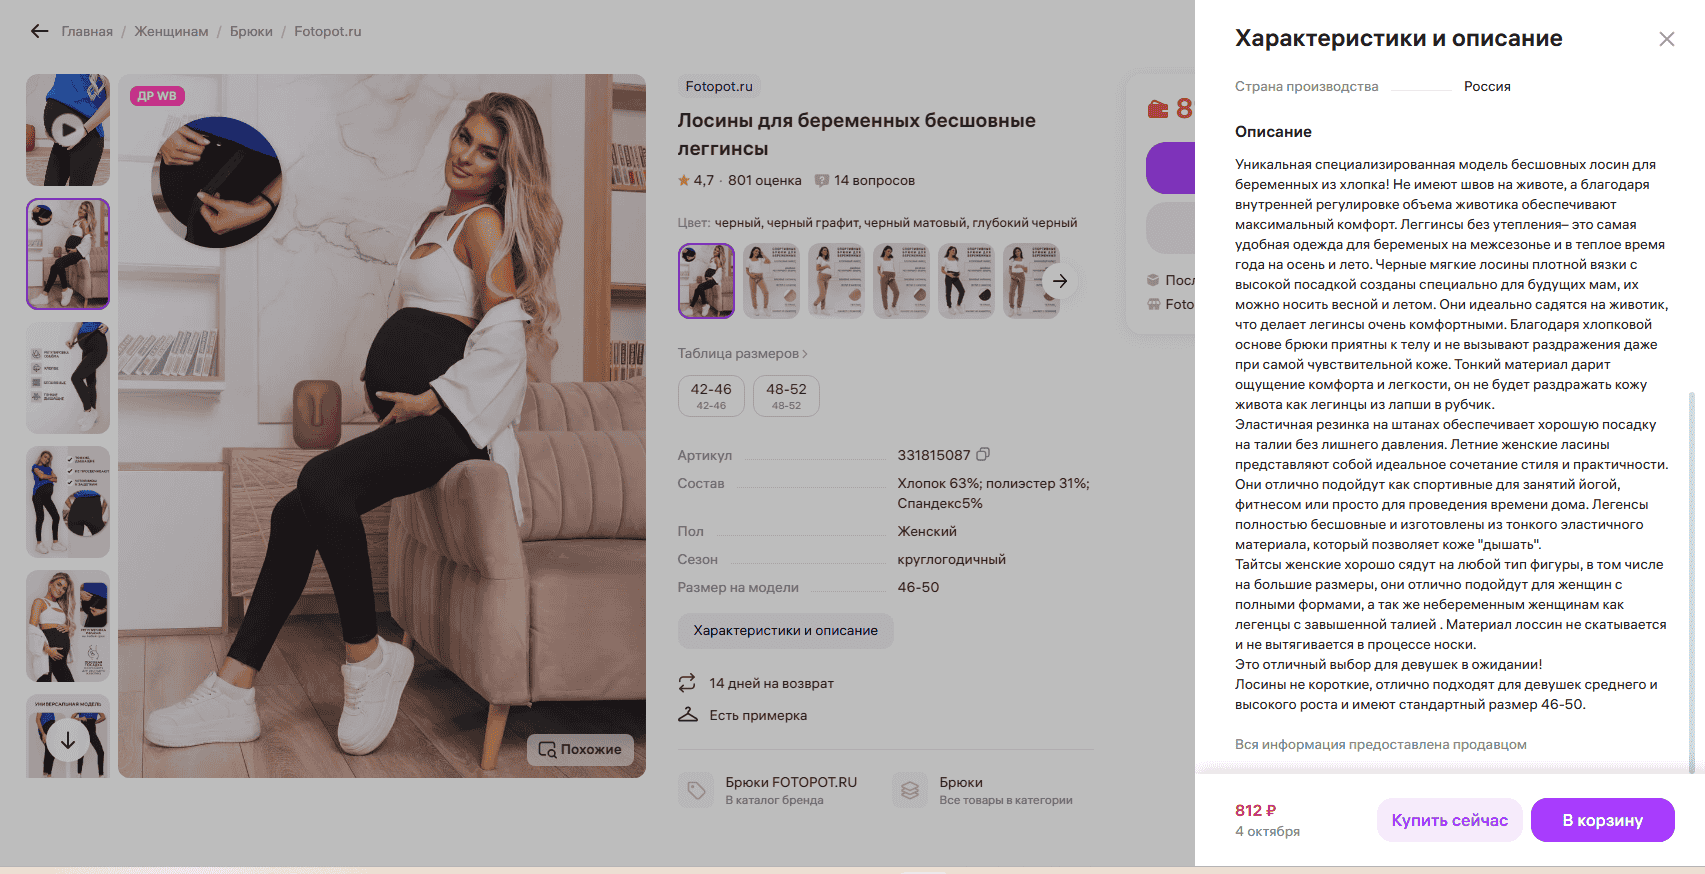 Главная / Женщинам / Брюки / Fotopot.ru
ДР WB
Похожие
Fotopot.ru
Лосины для беременных бесшовные
леггинсы
4,7 · 801 оценка 14 вопросов
Цвет: черный, черный графит, черный матовый, глубокий черный
Таблица размеров
42-46 48-52
42-46 48-52
Артикул 331815087
Состав Хлопок 63%; полиэстер 31%;
Спандекс5%
Пол Женский
Сезон круглогодичный
Размер на модели 46-50
Характеристики и описание
14 дней на возврат
Есть примерка
Брюки FOTOPOT.RU
В каталог бренда
Брюки
Все товары в категории
УНИВЕРСАЛЬНАЯ МОДЕЛЬ
8
Посл
Foto
Характеристики и описание
Страна производства Россия
Описание
Уникальная специализированная модель бесшовных лосин для
беременных из хлопка! Не имеют швов на животе, а благодаря
внутренней регулировке объема животика обеспечивают
максимальный комфорт. Леггинсы без утепления– это самая
удобная одежда для беременых на межсезонье и в теплое время
года на осень и лето. Черные мягкие лосины плотной вязки с
высокой посадкой созданы специально для будущих мам, их
можно носить весной и летом. Они идеально садятся на животик,
что делает легинсы очень комфортными. Благодаря хлопковой
основе брюки приятны к телу и не вызывают раздражения даже
при самой чувствительной коже. Тонкий материал дарит
ощущение комфорта и легкости, он не будет раздражать кожу
живота как легинцы из лапши в рубчик.
Эластичная резинка на штанах обеспечивает хорошую посадку
на талии без лишнего давления. Летние женские ласины
представляют собой идеальное сочетание стиля и практичности.
Они отлично подойдут как спортивные для занятий йогой,
фитнесом или просто для проведения времени дома. Легенсы
полностью бесшовные и изготовлены из тонкого эластичного
материала, который позволяет коже "дышать".
Тайтсы женские хорошо сядут на любой тип фигуры, в том числе
на большие размеры, они отлично подойдут для женщин с
полными формами, а так же небеременным женщинам как
легенцы с завышенной талией . Материал лоссин не скатывается
и не вытягивается в процессе носки.
Это отличный выбор для девушек в ожидании!
Лосины не короткие, отлично подходят для девушек среднего и
высокого роста и имеют стандартный размер 46-50.
Вся информация предоставлена продавцом
812 ₽
4 октября
Купить сейчас
В корзину